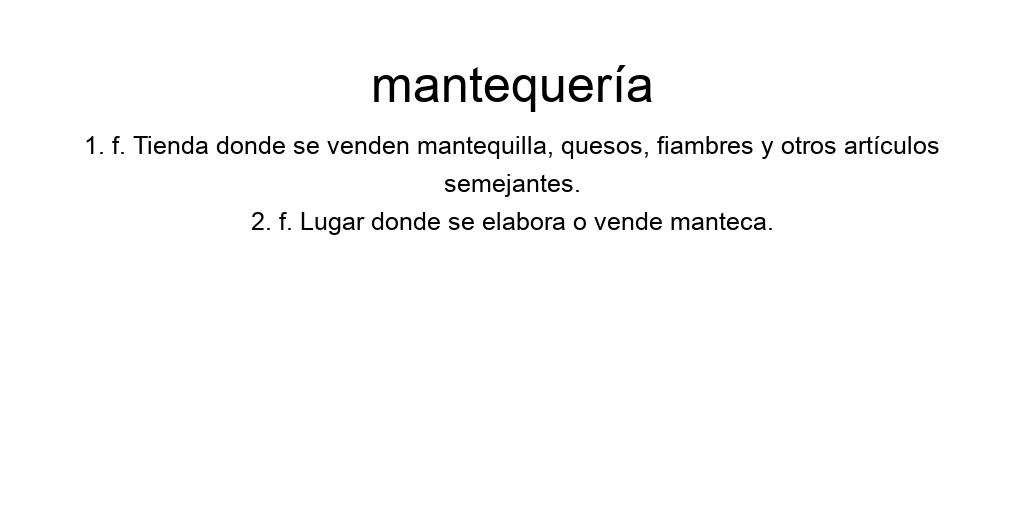 mantequería
1. f. Tienda donde se venden mantequilla, quesos, fiambres y otros artículos
semejantes.
2. f. Lugar donde se elabora o vende manteca.